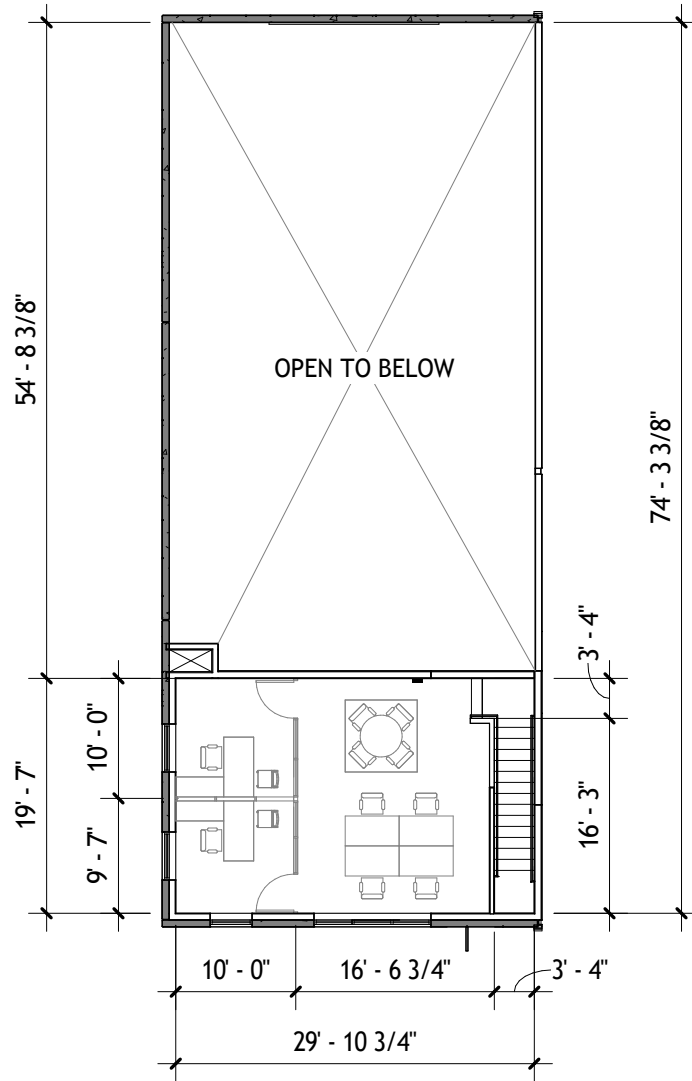 54' - 8 3/8"
OPEN TO BELOW
74' - 3 3/8"
3' - 4"
10' - 0"
19' - 7"
9' - 7"
16' - 3"
10' - 0"
16' - 6 3/4"
3' - 4"
29' - 10 3/4"